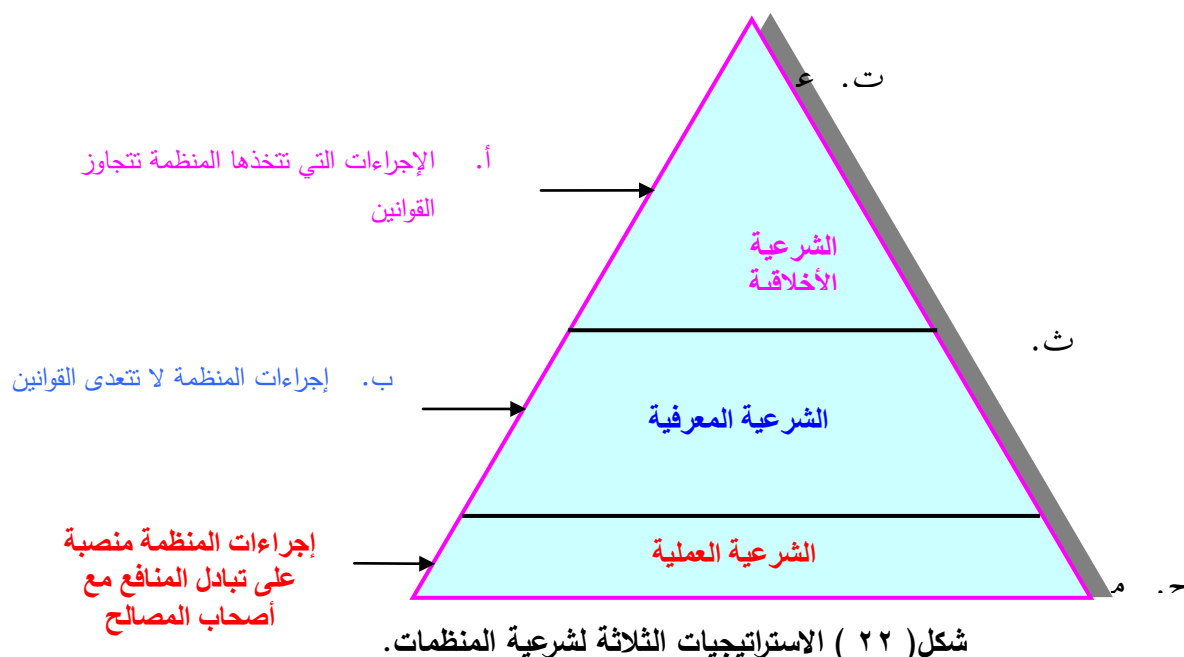 ت. ع
أ. الإجراءات التي تتخذها المنظمة تتجاوز
القوانين
الشرعية
الأخلاقية
ث.
ب. إجراءات المنظمة لا تتعدى القوانين
الشرعية المعرفية
إجراءات المنظمة منصبة
على تبادل المنافع مع
أصحاب المصالح
الشرعية العملية
ج. م
شكل( ٢٢ ) الاستراتيجيات الثلاثة لشرعية المنظمات.